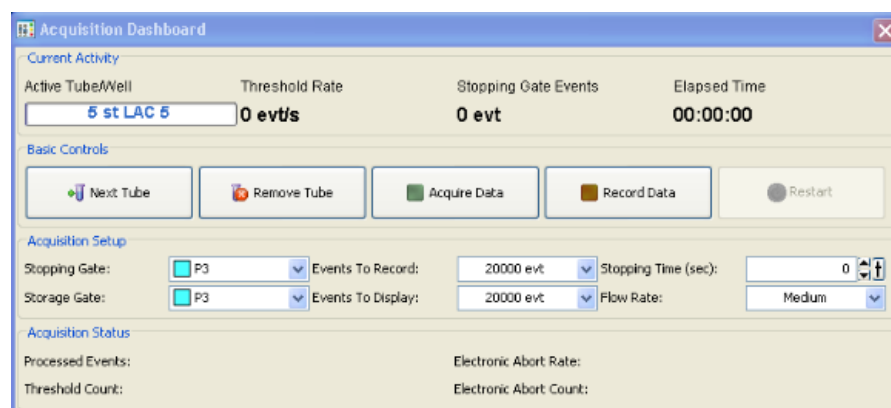 Acquisition Dashboard
Current Activity
Active Tube/Well Threshold Rate Stopping Gate Events Elapsed Time
5 st LAC 5 0 evt/s 0 evt 00:00:00
Basic Controls
Next Tube Remove Tube Acquire Data Record Data Restart
Acquisition Setup
Stopping Gate: P3 Events To Record: 20000 evt Stopping Time (sec): 0
Storage Gate: P3 Events To Display: 20000 evt Flow Rate: Medium
Acquisition Status
Processed Events: Electronic Abort Rate:
Threshold Count: Electronic Abort Count: